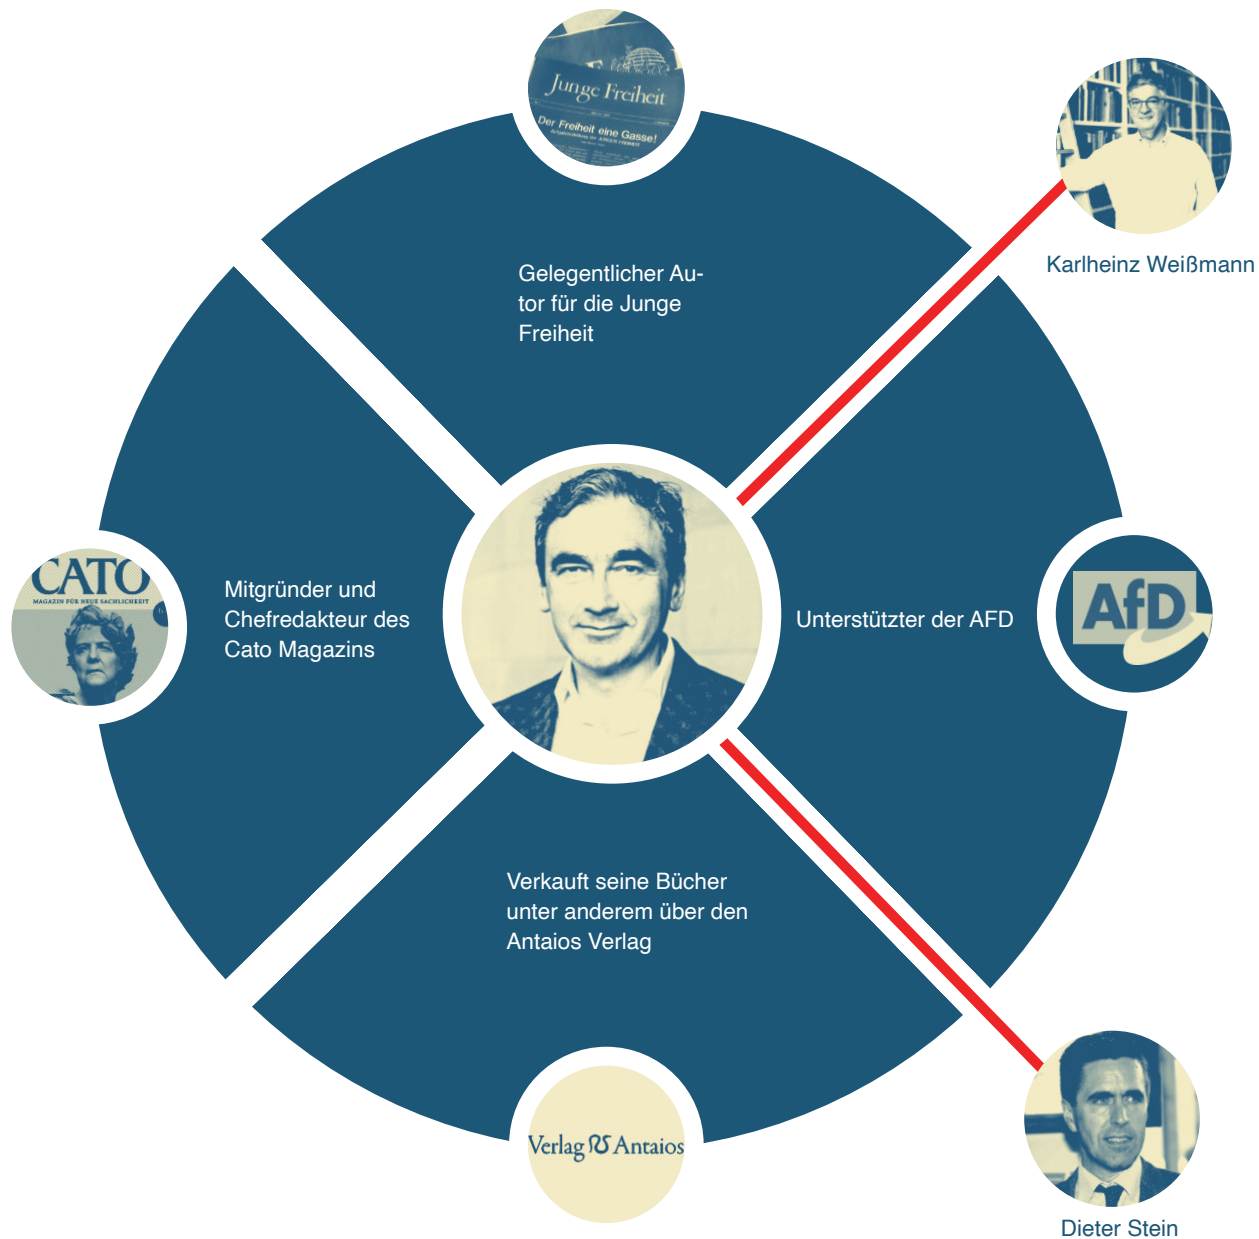 Junge Freiheit
Der Freiheit eine Gasse!
Karlheinz Weißmann
Gelegentlicher Au-
tor für die Junge
Freiheit
CATO
MAGAZIN FÜR NEUE SACHLICHKEIT
Mitgründer und
Chefredakteur des
Cato Magazins
Unterstützter der AFD
AfD
Verkauft seine Bücher
unter anderem über den
Antaios Verlag
Verlag Antaios
Dieter Stein